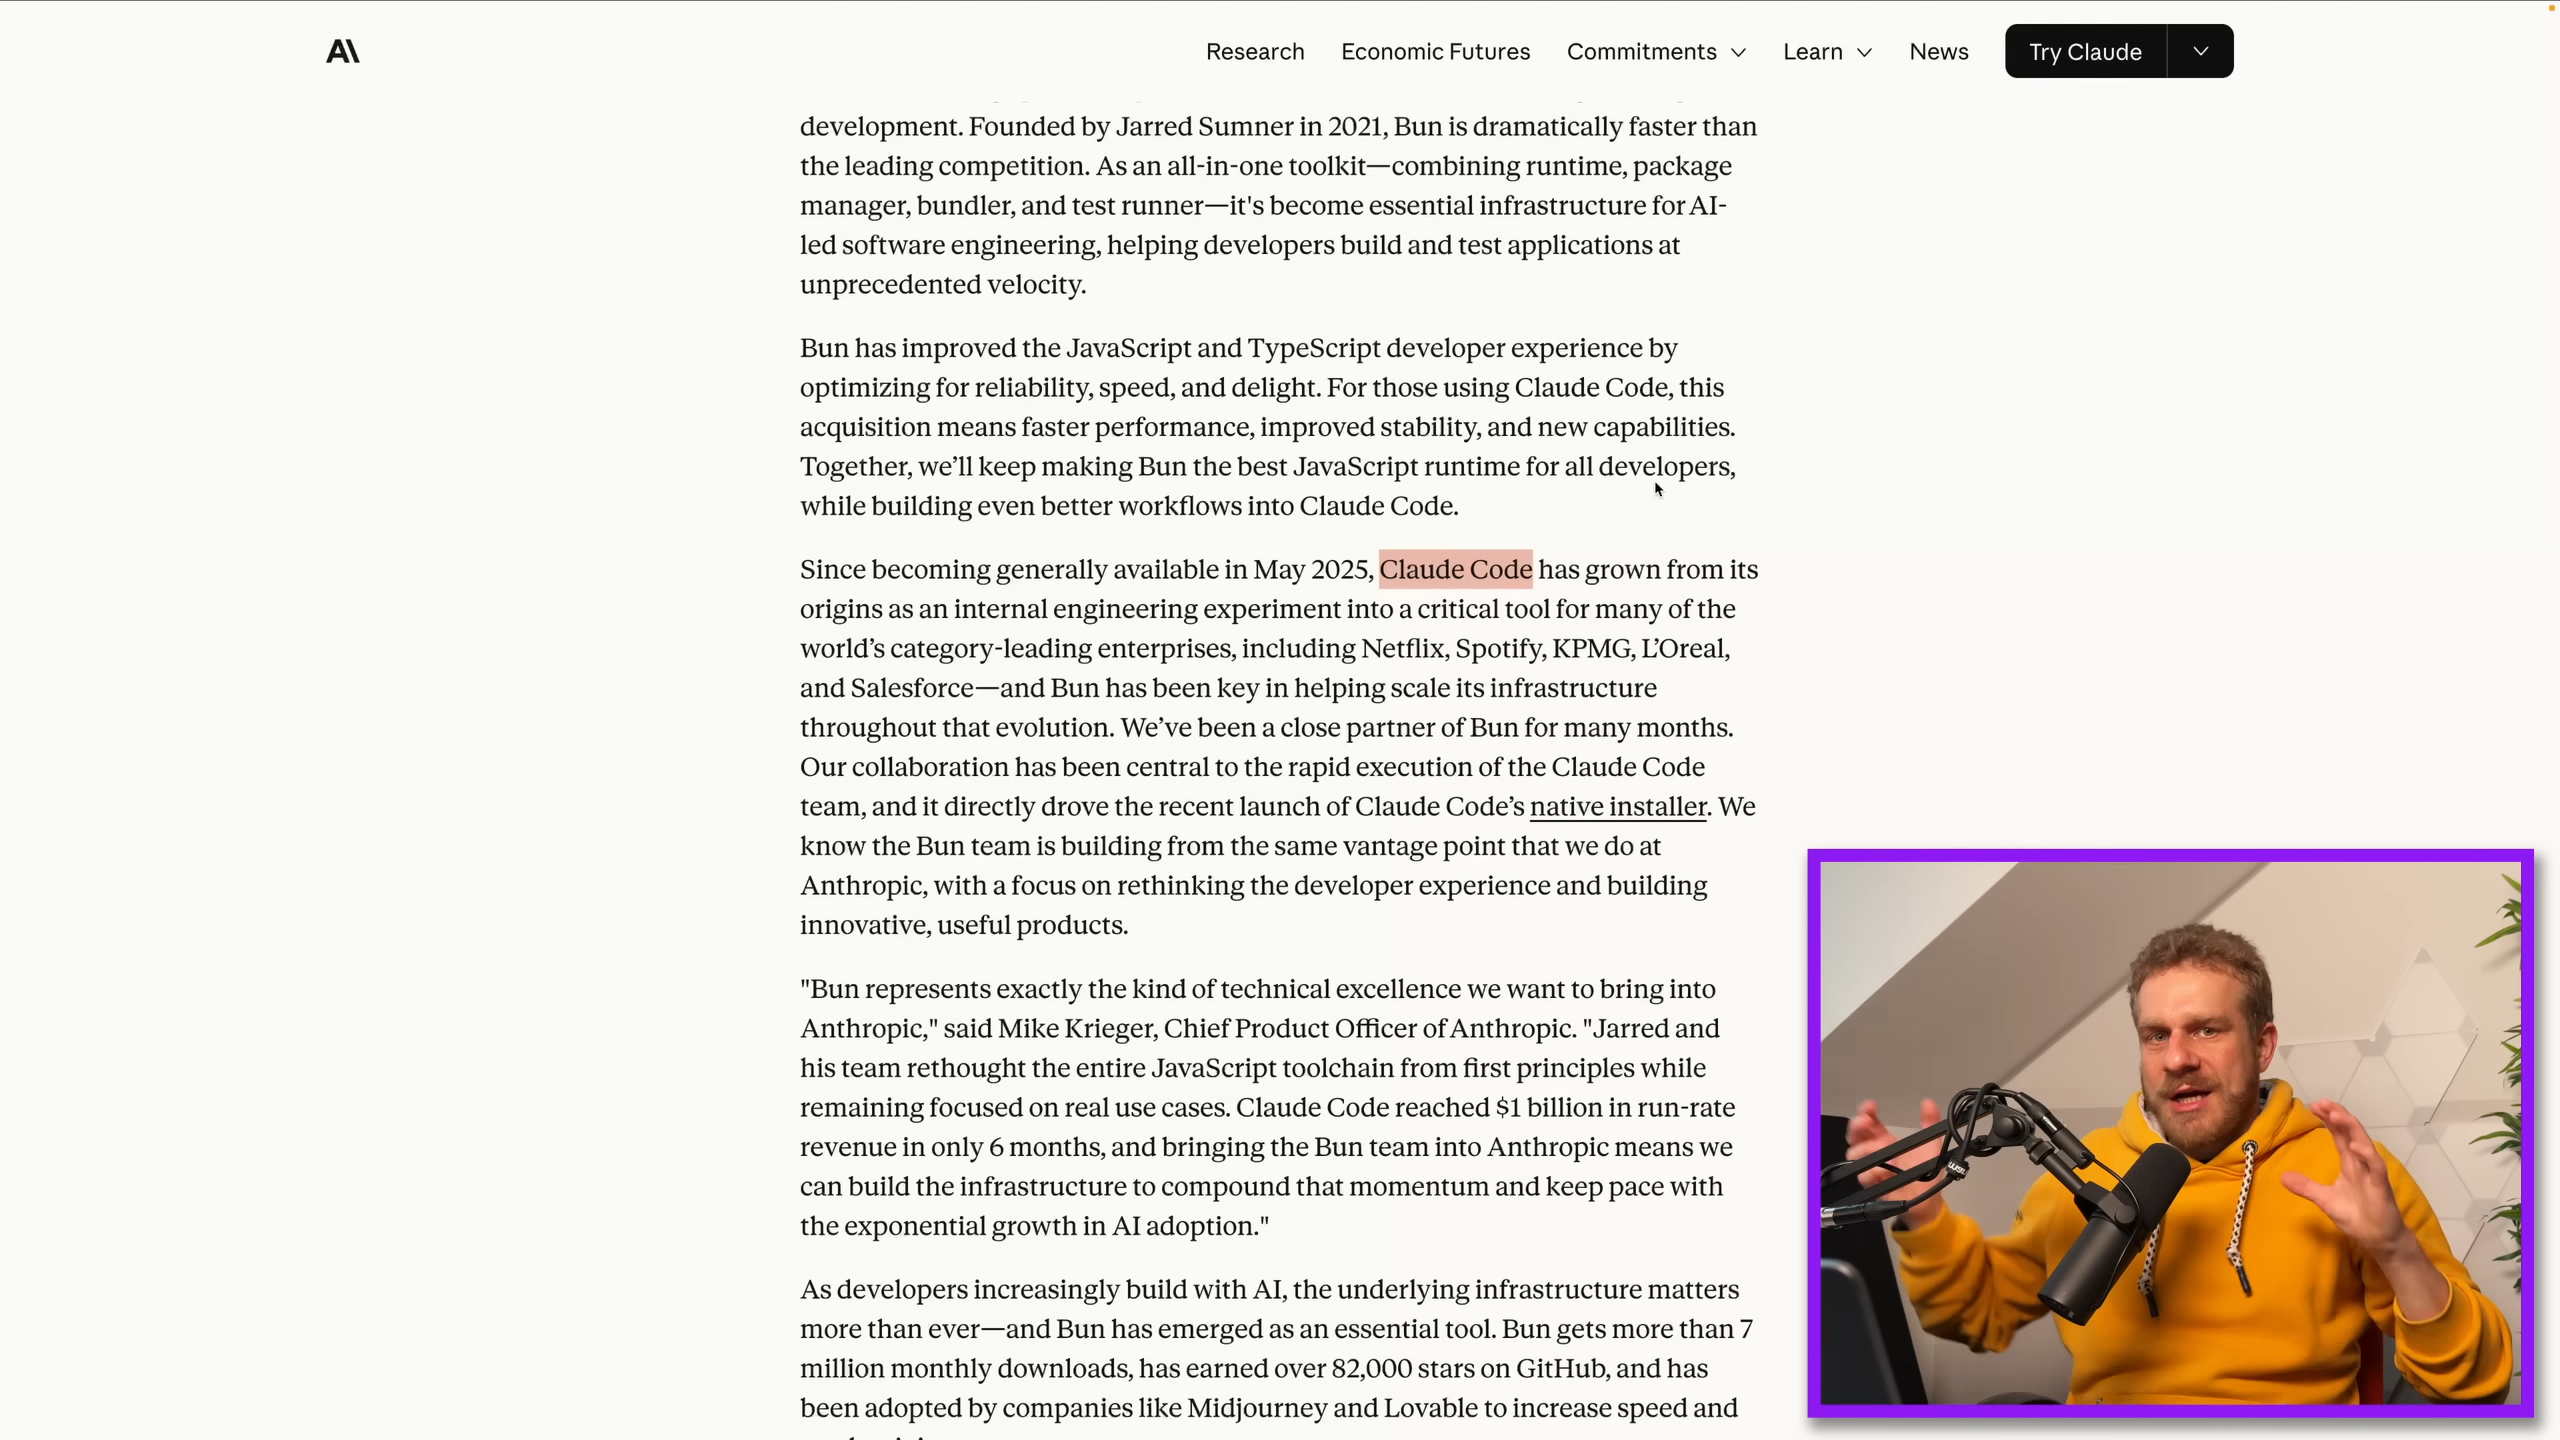 A\
Research Economic Futures Commitments Learn News Try Claude
development. Founded by Jarred Sumner in 2021, Bun is dramatically faster than
the leading competition. As an all-in-one toolkit—combining runtime, package
manager, bundler, and test runner—it's become essential infrastructure for AI-
led software engineering, helping developers build and test applications at
unprecedented velocity.
Bun has improved the JavaScript and TypeScript developer experience by
optimizing for reliability, speed, and delight. For those using Claude Code, this
acquisition means faster performance, improved stability, and new capabilities.
Together, we’ll keep making Bun the best JavaScript runtime for all developers,
while building even better workflows into Claude Code.
Since becoming generally available in May 2025, Claude Code has grown from its
origins as an internal engineering experiment into a critical tool for many of the
world’s category-leading enterprises, including Netflix, Spotify, KPMG, L’Oreal,
and Salesforce—and Bun has been key in helping scale its infrastructure
throughout that evolution. We’ve been a close partner of Bun for many months.
Our collaboration has been central to the rapid execution of the Claude Code
team, and it directly drove the recent launch of Claude Code’s native installer. We
know the Bun team is building from the same vantage point that we do at
Anthropic, with a focus on rethinking the developer experience and building
innovative, useful products.
"Bun represents exactly the kind of technical excellence we want to bring into
Anthropic," said Mike Krieger, Chief Product Officer of Anthropic. "Jarred and
his team rethought the entire JavaScript toolchain from first principles while
remaining focused on real use cases. Claude Code reached $1 billion in run-rate
revenue in only 6 months, and bringing the Bun team into Anthropic means we
can build the infrastructure to compound that momentum and keep pace with
the exponential growth in AI adoption."
As developers increasingly build with AI, the underlying infrastructure matters
more than ever—and Bun has emerged as an essential tool. Bun gets more than 7
million monthly downloads, has earned over 82,000 stars on GitHub, and has
been adopted by companies like Midjourney and Lovable to increase speed and